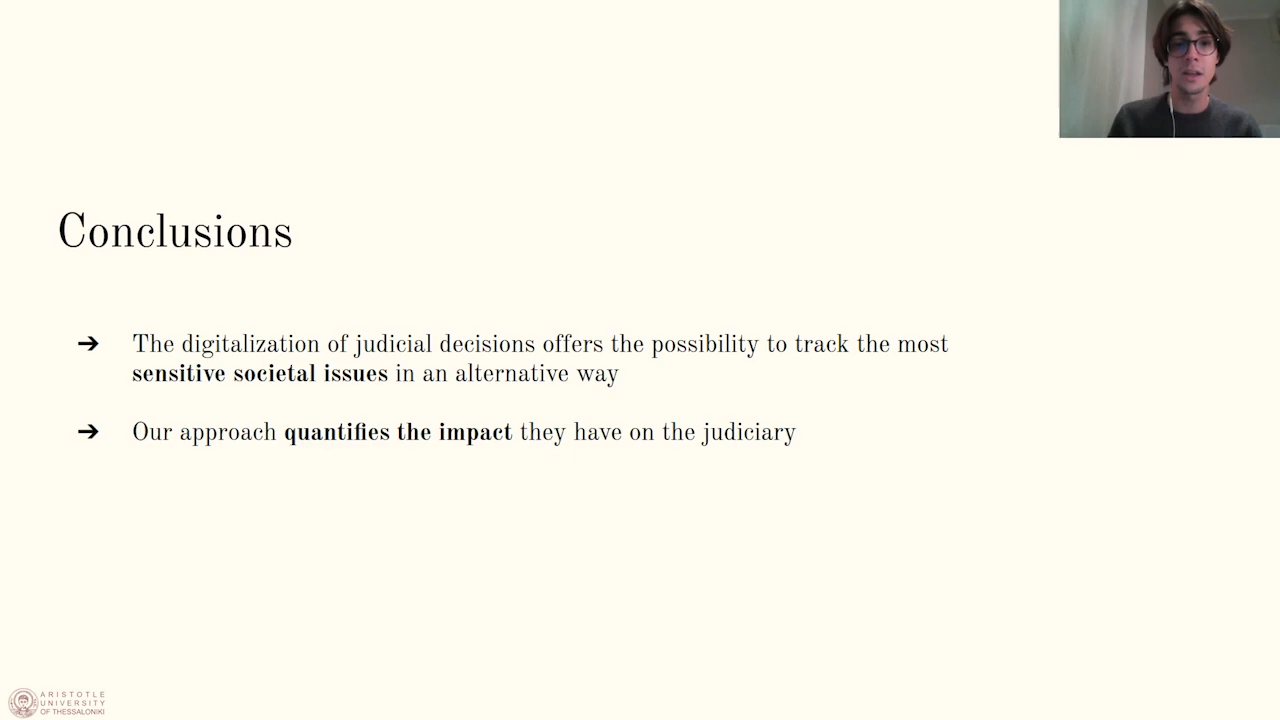 Conclusions
➔ The digitalization of judicial decisions offers the possibility to track the most
sensitive societal issues in an alternative way
➔ Our approach quantifies the impact they have on the judiciary
ARISTOTLE
UNIVERSITY
OF THESSALONIKI